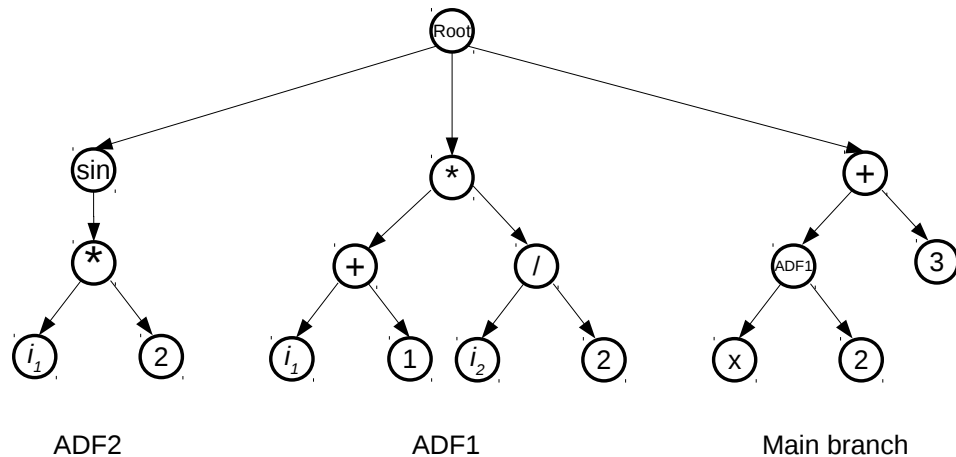 Root
sin * +
* + / ADF1 3
i1 2 i1 1 i2 2 x 2
ADF2 ADF1 Main branch